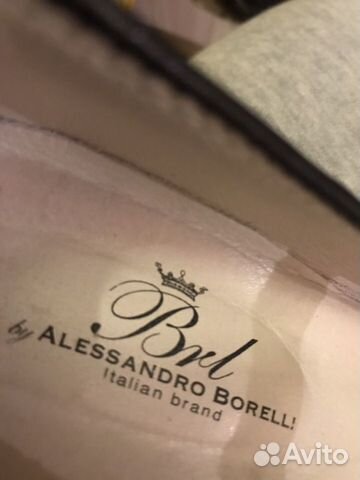 Brl
by ALESSANDRO BORELLI
Italian brand
Avito